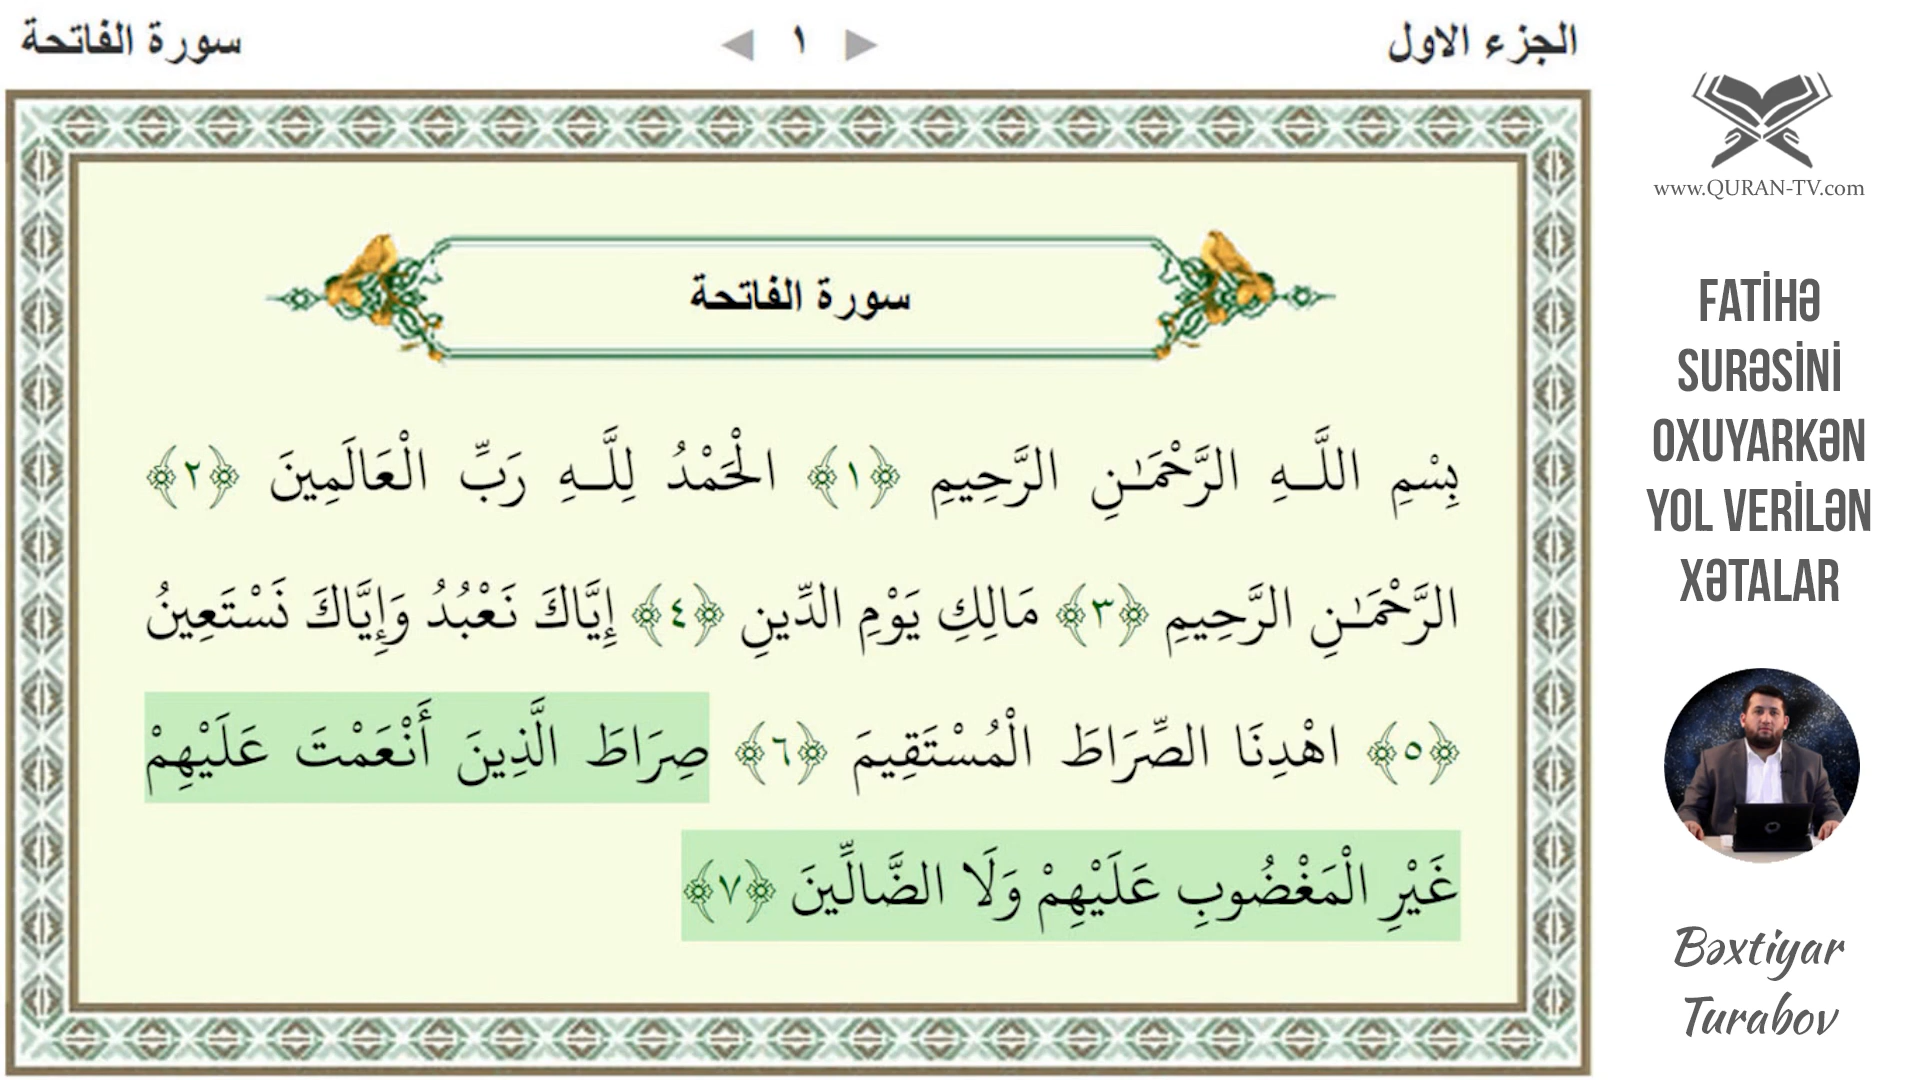 سورة الفاتحة
١
الجزء الاول
سورة الفاتحة
بِسْمِ اللَّـهِ الرَّحْمَـٰنِ الرَّحِيمِ ﴿١﴾ الْحَمْدُ لِلَّـهِ رَبِّ الْعَالَمِينَ ﴿٢﴾
الرَّحْمَـٰنِ الرَّحِيمِ ﴿٣﴾ مَالِكِ يَوْمِ الدِّينِ ﴿٤﴾ إِيَّاكَ نَعْبُدُ وَإِيَّاكَ نَسْتَعِينُ
﴿٥﴾ اهْدِنَا الصِّرَاطَ الْمُسْتَقِيمَ ﴿٦﴾ صِرَاطَ الَّذِينَ أَنْعَمْتَ عَلَيْهِمْ
غَيْرِ الْمَغْضُوبِ عَلَيْهِمْ وَلَا الضَّالِّينَ ﴿٧﴾
www.QURAN-TV.com
FATİHƏ
SURƏSİNİ
OXUYARKƏN
YOL VERİLƏN
XƏTALAR
Bəxtiyar
Turabov